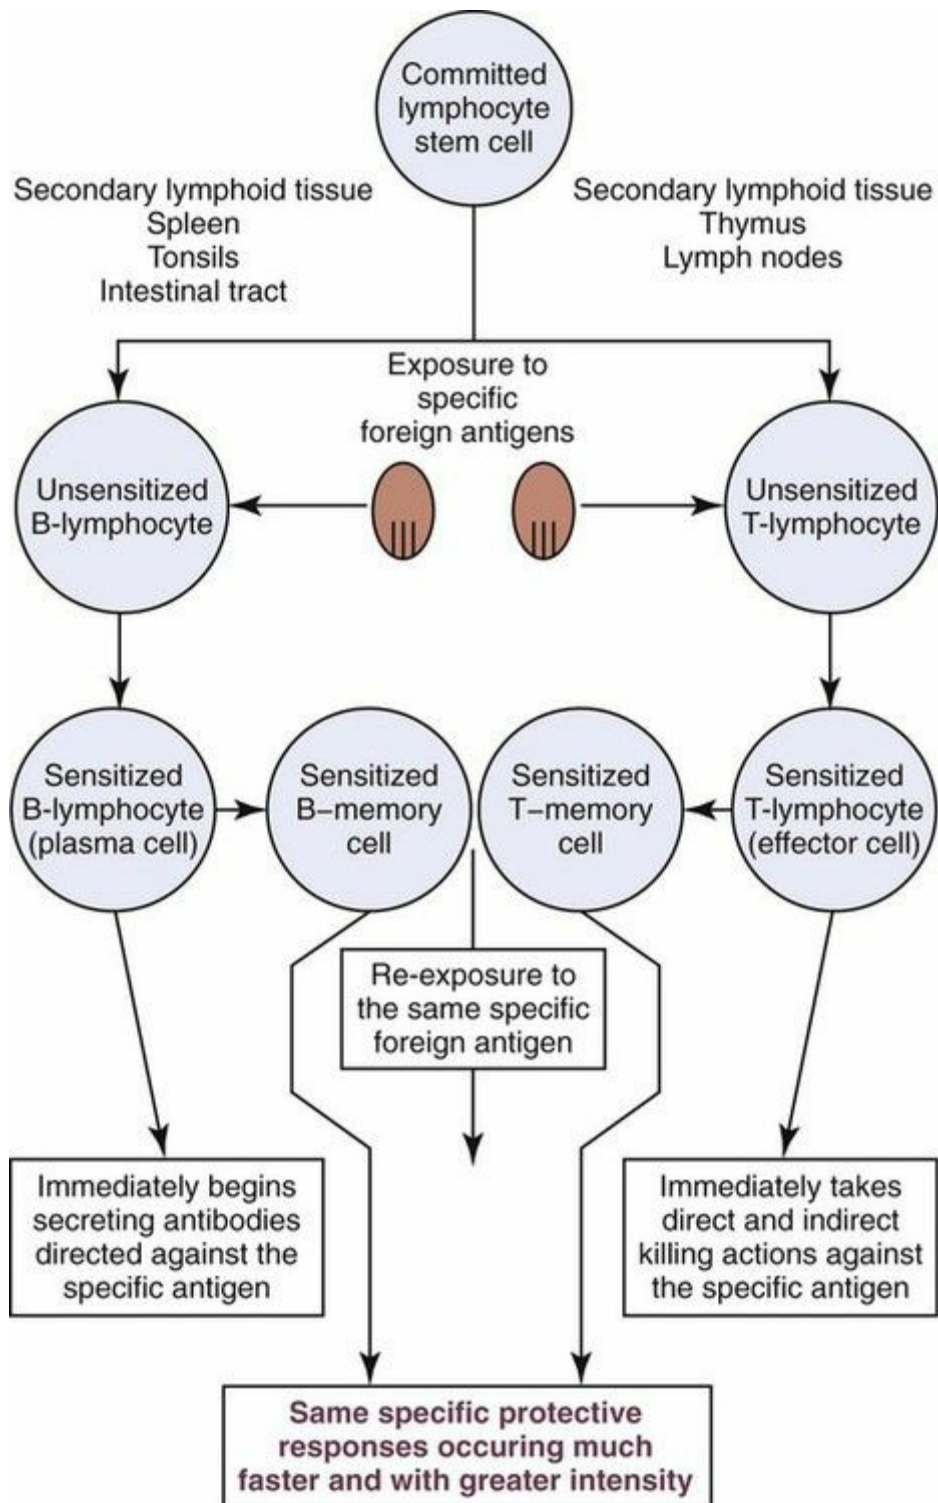 Committed
lymphocyte
stem cell
Secondary lymphoid tissue
Spleen
Tonsils
Intestinal tract
Secondary lymphoid tissue
Thymus
Lymph nodes
Exposure to
specific
foreign antigens
Unsensitized
B-lymphocyte
Unsensitized
T-lymphocyte
Sensitized
B-lymphocyte
(plasma cell)
Sensitized
B–memory
cell
Sensitized
T–memory
cell
Sensitized
T-lymphocyte
(effector cell)
Re-exposure to
the same specific
foreign antigen
Immediately begins
secreting antibodies
directed against the
specific antigen
Immediately takes
direct and indirect
killing actions against
the specific antigen
Same specific protective
responses occuring much
faster and with greater intensity